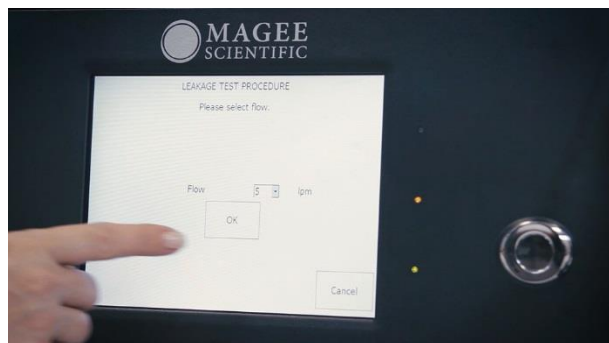 MAGEE
SCIENTIFIC
LEAKAGE TEST PROCEDURE
Please select flow.
Flow 5 lpm
OK
Cancel